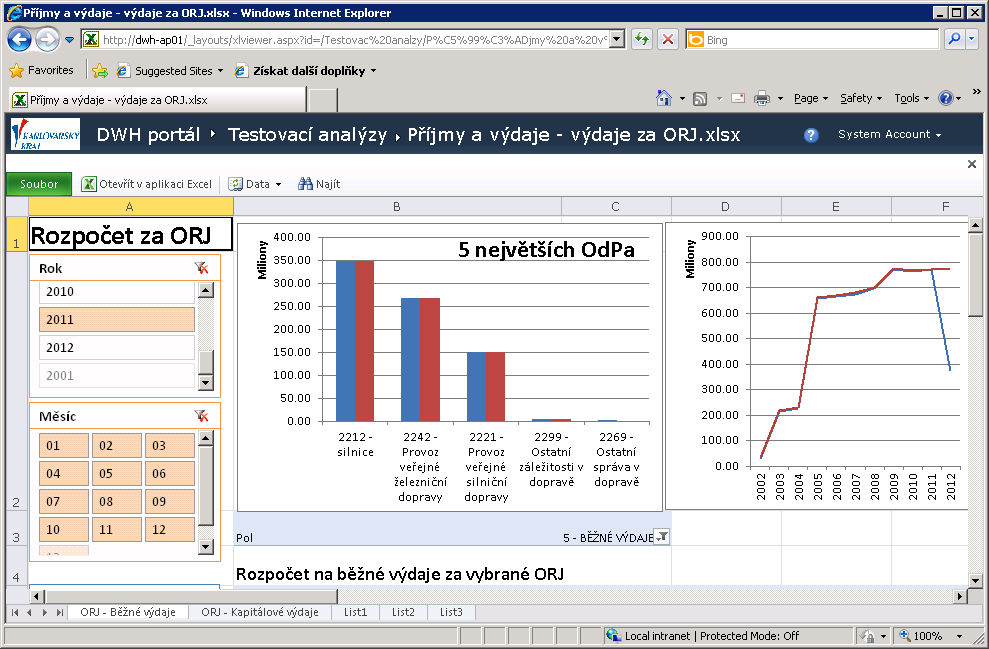 Příjmy a výdaje - výdaje za ORJ.xlsx - Windows Internet Explorer
http://dwh-ap01/_layouts/xlviewer.aspx?id=/Testovac%20analzy/P%C5%99%C3%ADjmy%20a%20v°
Bing
Favorites
Suggested Sites
Získat další doplňky
Příjmy a výdaje - výdaje za ORJ.xlsx
Page
Safety
Tools
»
KARLOVARSKÝ
KRAJ
DWH portál
Testovací analýzy
Příjmy a výdaje - výdaje za ORJ.xlsx
System Account
Soubor
Otevřít v aplikaci Excel
Data
Najít
A B C D E F
1
Rozpočet za ORJ
Rok
2010
2011
2012
2001
Měsíc
01 02 03
04 05 06
07 08 09
10 11 12
2
Miliony
400.00
350.00
300.00
250.00
200.00
150.00
100.00
50.00
0.00
5 největších OdPa
2212 - silnice
2242 - Provoz veřejné železniční dopravy
2221 - Provoz veřejné silniční dopravy
2299 - Ostatní záležitosti v dopravě
2269 - Ostatní správa v dopravě
Miliony
900.00
800.00
700.00
600.00
500.00
400.00
300.00
200.00
100.00
0.00
2002 2003 2004 2005 2006 2007 2008 2009 2010 2011 2012
3
Pol
5 - BĚŽNÉ VÝDAJE
4
Rozpočet na běžné výdaje za vybrané ORJ
ORJ - Běžné výdaje
ORJ - Kapitálové výdaje
List1
List2
List3
Local intranet | Protected Mode: Off
100%